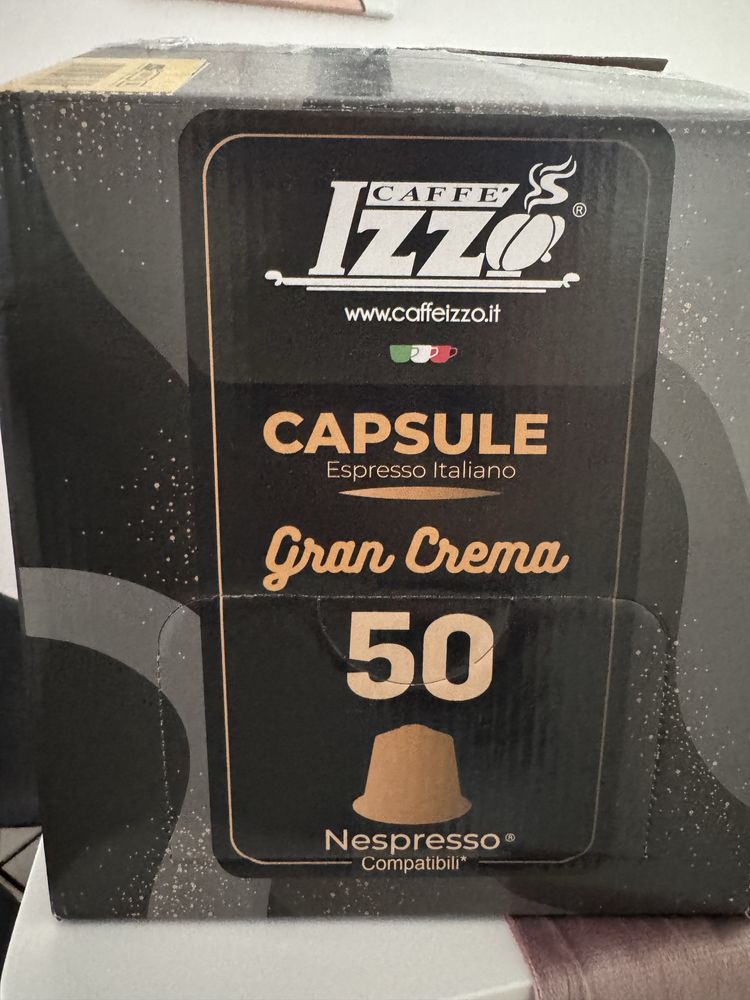 CAFFE'
IZZO®
www.caffeizzo.it
CAPSULE
Espresso Italiano
Gran Crema
50
Nespresso®
Compatibili*